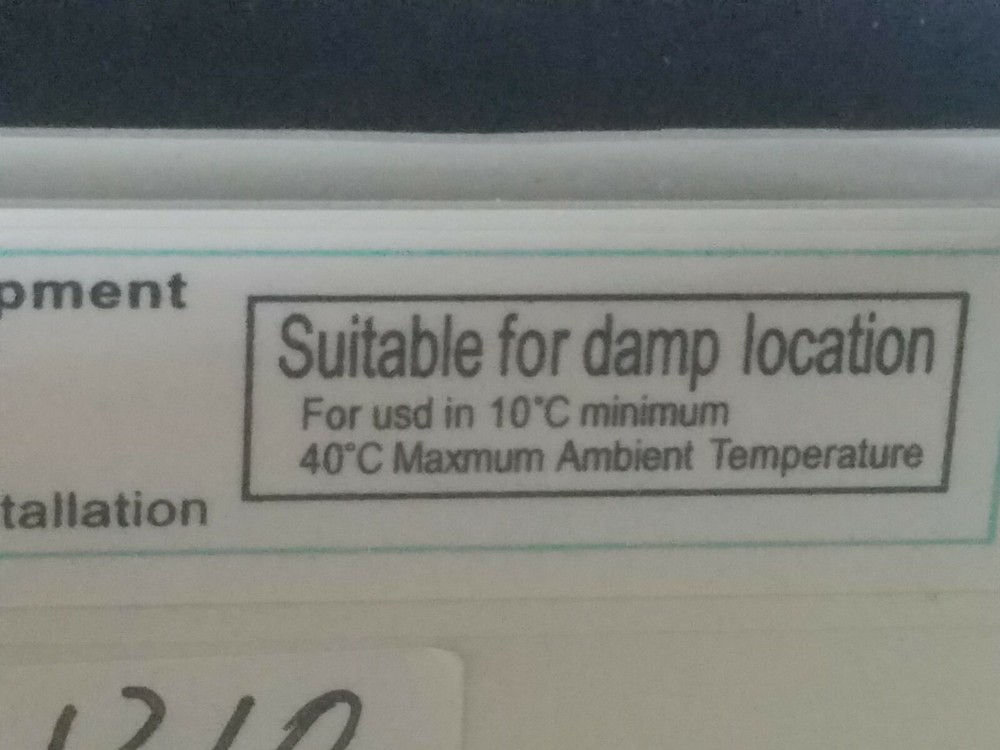 pment
Suitable for damp location
For usd in 10°C minimum
40°C Maxmum Ambient Temperature
tallation